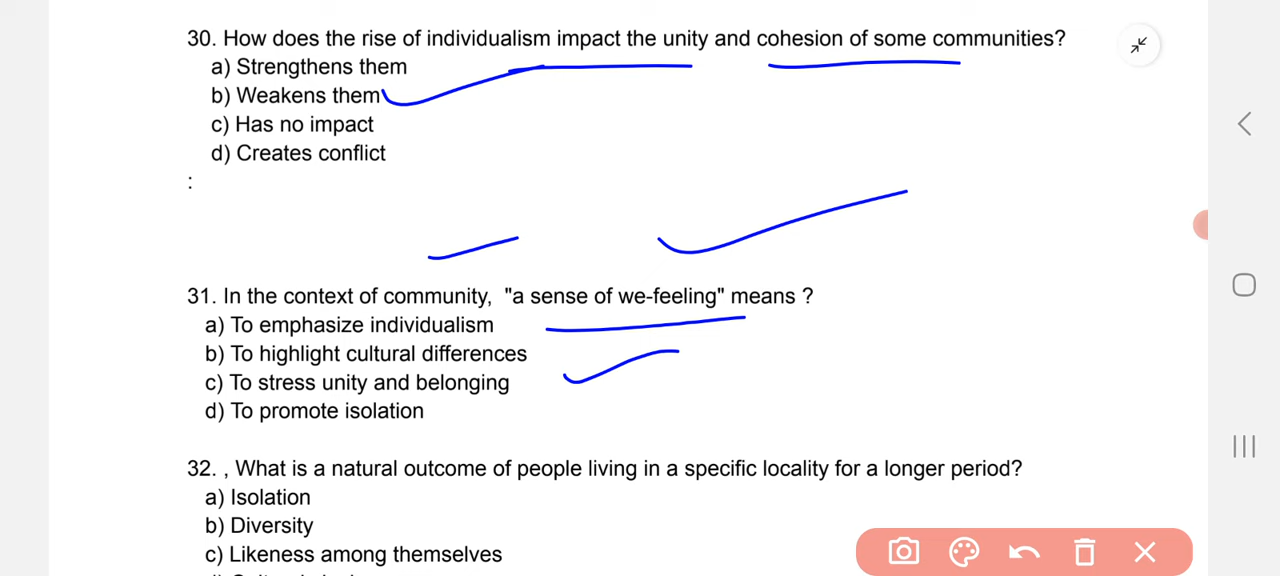 30. How does the rise of individualism impact the unity and cohesion of some communities?
a) Strengthens them
b) Weakens them
c) Has no impact
d) Creates conflict
:
31. In the context of community, "a sense of we-feeling" means ?
a) To emphasize individualism
b) To highlight cultural differences
c) To stress unity and belonging
d) To promote isolation
32. , What is a natural outcome of people living in a specific locality for a longer period?
a) Isolation
b) Diversity
c) Likeness among themselves